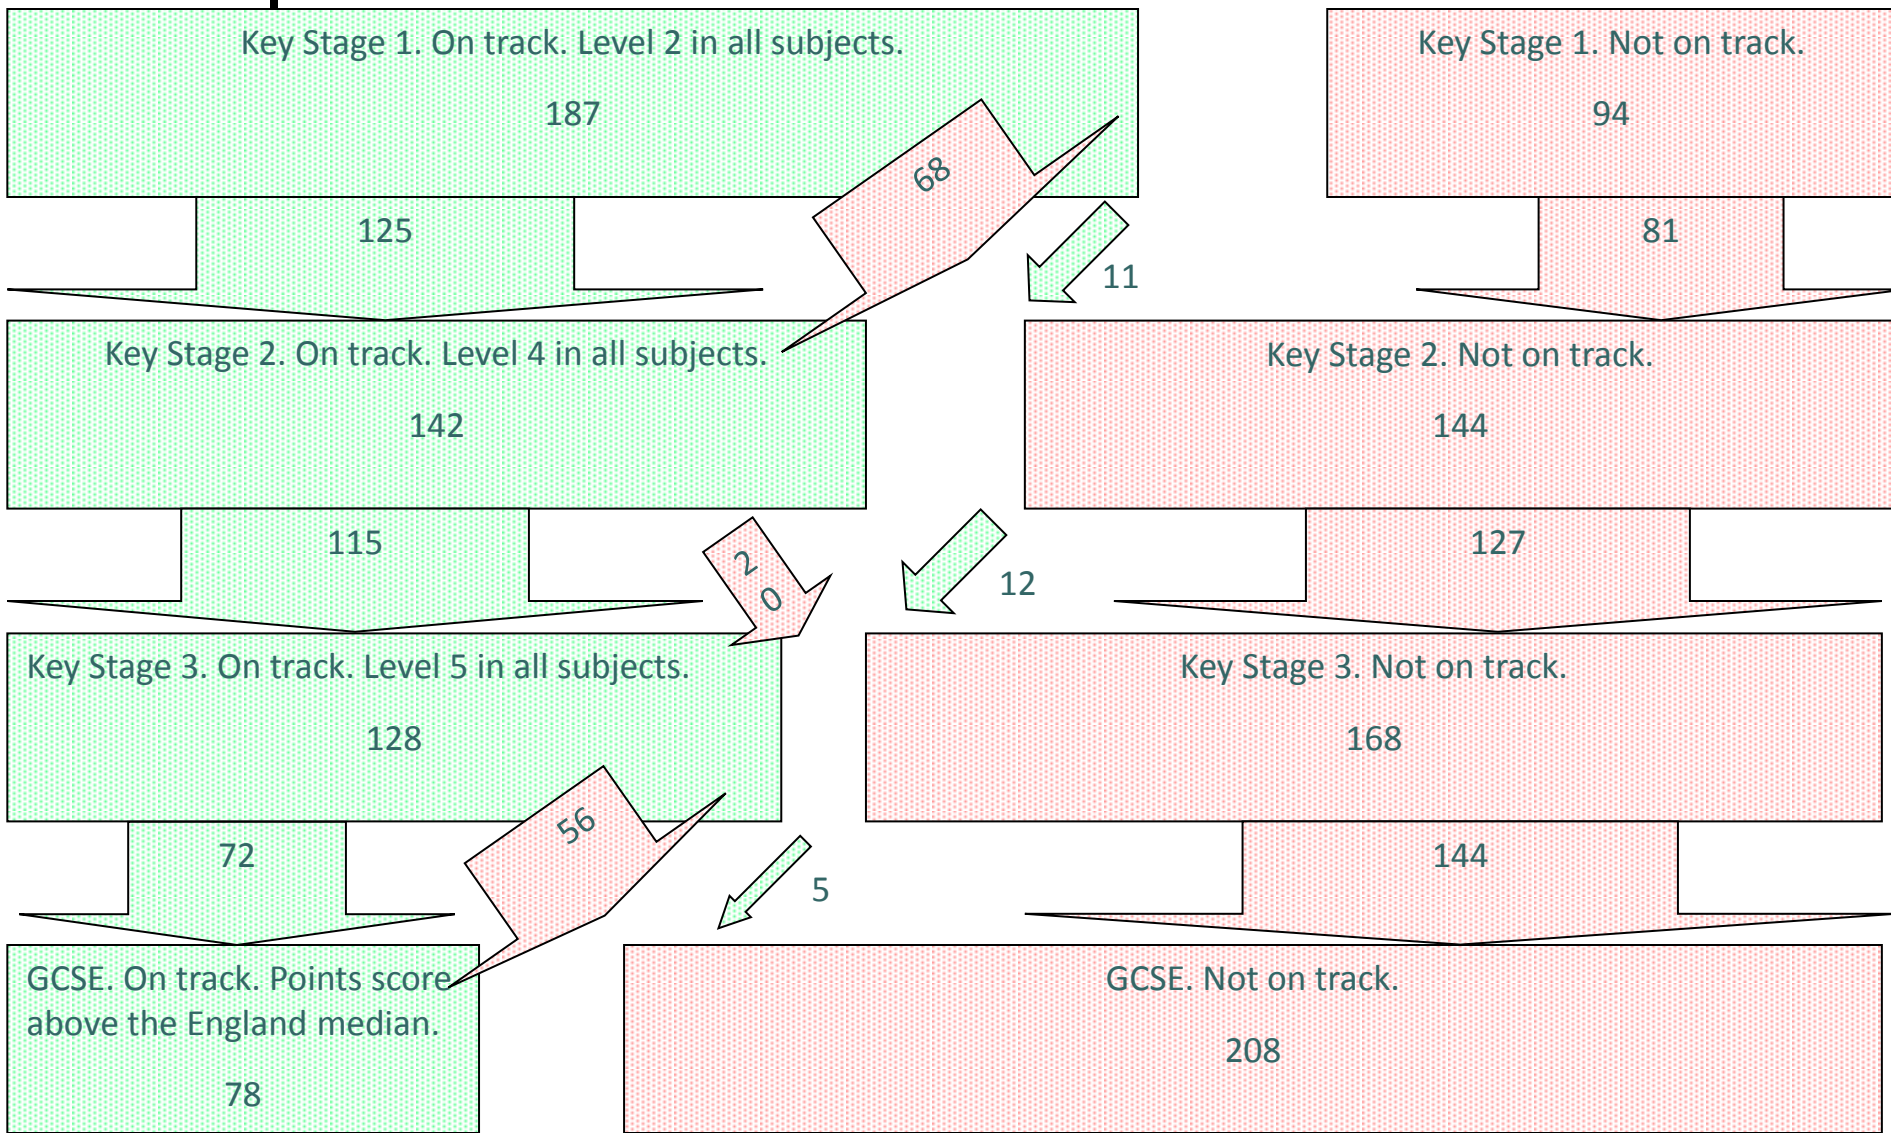 Key Stage 1. On track. Level 2 in all subjects.
187
Key Stage 1. Not on track.
94
125
68
11
81
Key Stage 2. On track. Level 4 in all subjects.
142
Key Stage 2. Not on track.
144
115
2
0
12
127
Key Stage 3. On track. Level 5 in all subjects.
128
Key Stage 3. Not on track.
168
72
56
5
144
GCSE. On track. Points score
above the England median.
78
GCSE. Not on track.
208